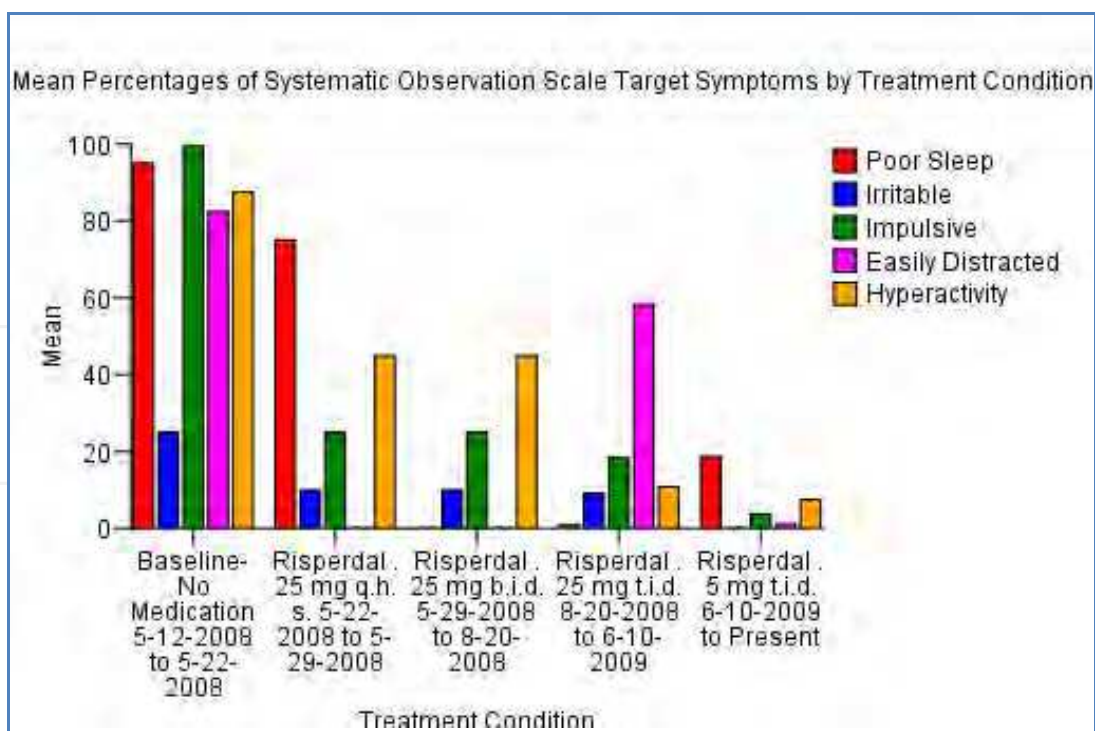 Mean Percentages of Systematic Observation Scale Target Symptoms by Treatment Condition
100
80
60
40
20
0
Mean
Poor Sleep
Irritable
Impulsive
Easily Distracted
Hyperactivity
Baseline-
No
Medication
5-12-2008
to 5-22-
2008
Risperdal .
25 mg q.h.
s. 5-22-
2008 to 5-
29-2008
Risperdal .
25 mg b.i.d.
5-29-2008
to 8-20-
2008
Risperdal .
25 mg t.i.d.
8-20-2008
to 6-10-
2009
Risperdal .
5 mg t.i.d.
6-10-2009
to Present
Treatment Condition